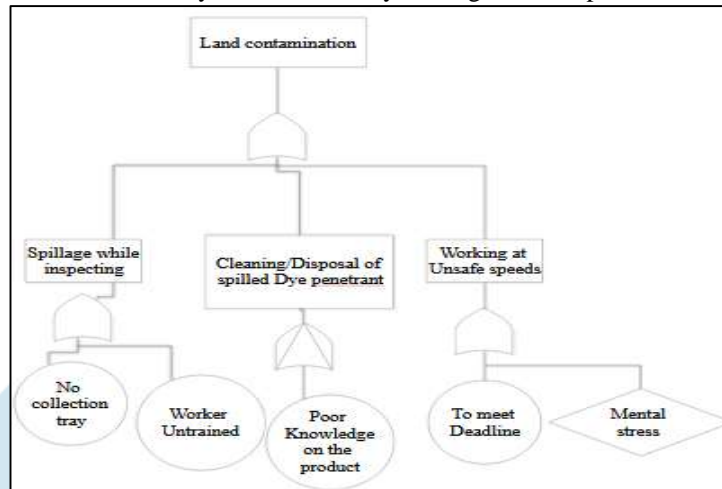 Land contamination
Spillage while
inspecting
Cleaning/Disposal of
spilled Dye penetrant
Working at
Unsafe speeds
No
collection
tray
Worker
Untrained
Poor
Knowledge
on the
product
To meet
Deadline
Mental
stress